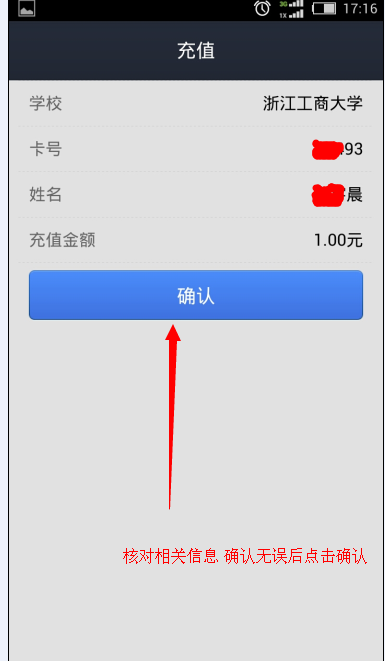 3G
1X
17:16
充值
学校 浙江工商大学
卡号 93
姓名 晨
充值金额 1.00元
确认
核对相关信息 确认无误后点击确认